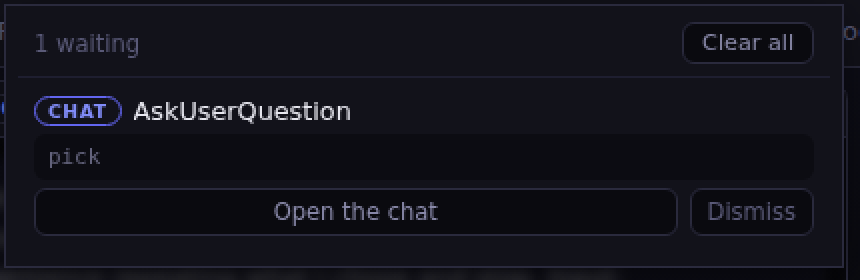 1 waiting
Clear all
CHAT AskUserQuestion
pick
Open the chat
Dismiss